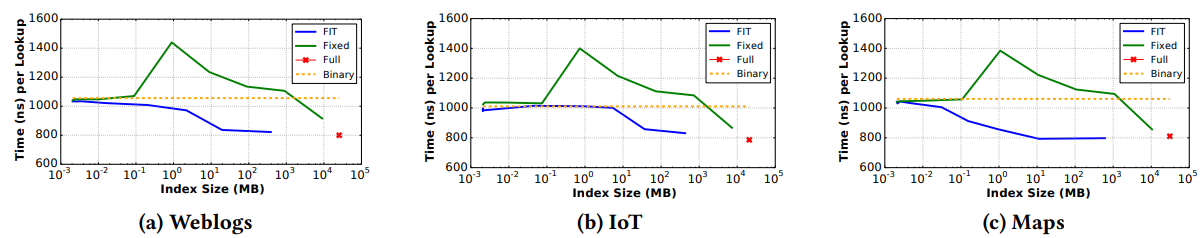 Time (ns) per Lookup
1600
1400
1200
1000
800
600
10^-3
10^-2
10^-1
10^0
10^1
10^2
10^3
10^4
10^5
Index Size (MB)
FIT
Fixed
Full
Binary
(a) Weblogs
Time (ns) per Lookup
1600
1400
1200
1000
800
600
10^-3
10^-2
10^-1
10^0
10^1
10^2
10^3
10^4
10^5
Index Size (MB)
FIT
Fixed
Full
Binary
(b) IoT
Time (ns) per Lookup
1600
1400
1200
1000
800
600
10^-3
10^-2
10^-1
10^0
10^1
10^2
10^3
10^4
10^5
Index Size (MB)
FIT
Fixed
Full
Binary
(c) Maps